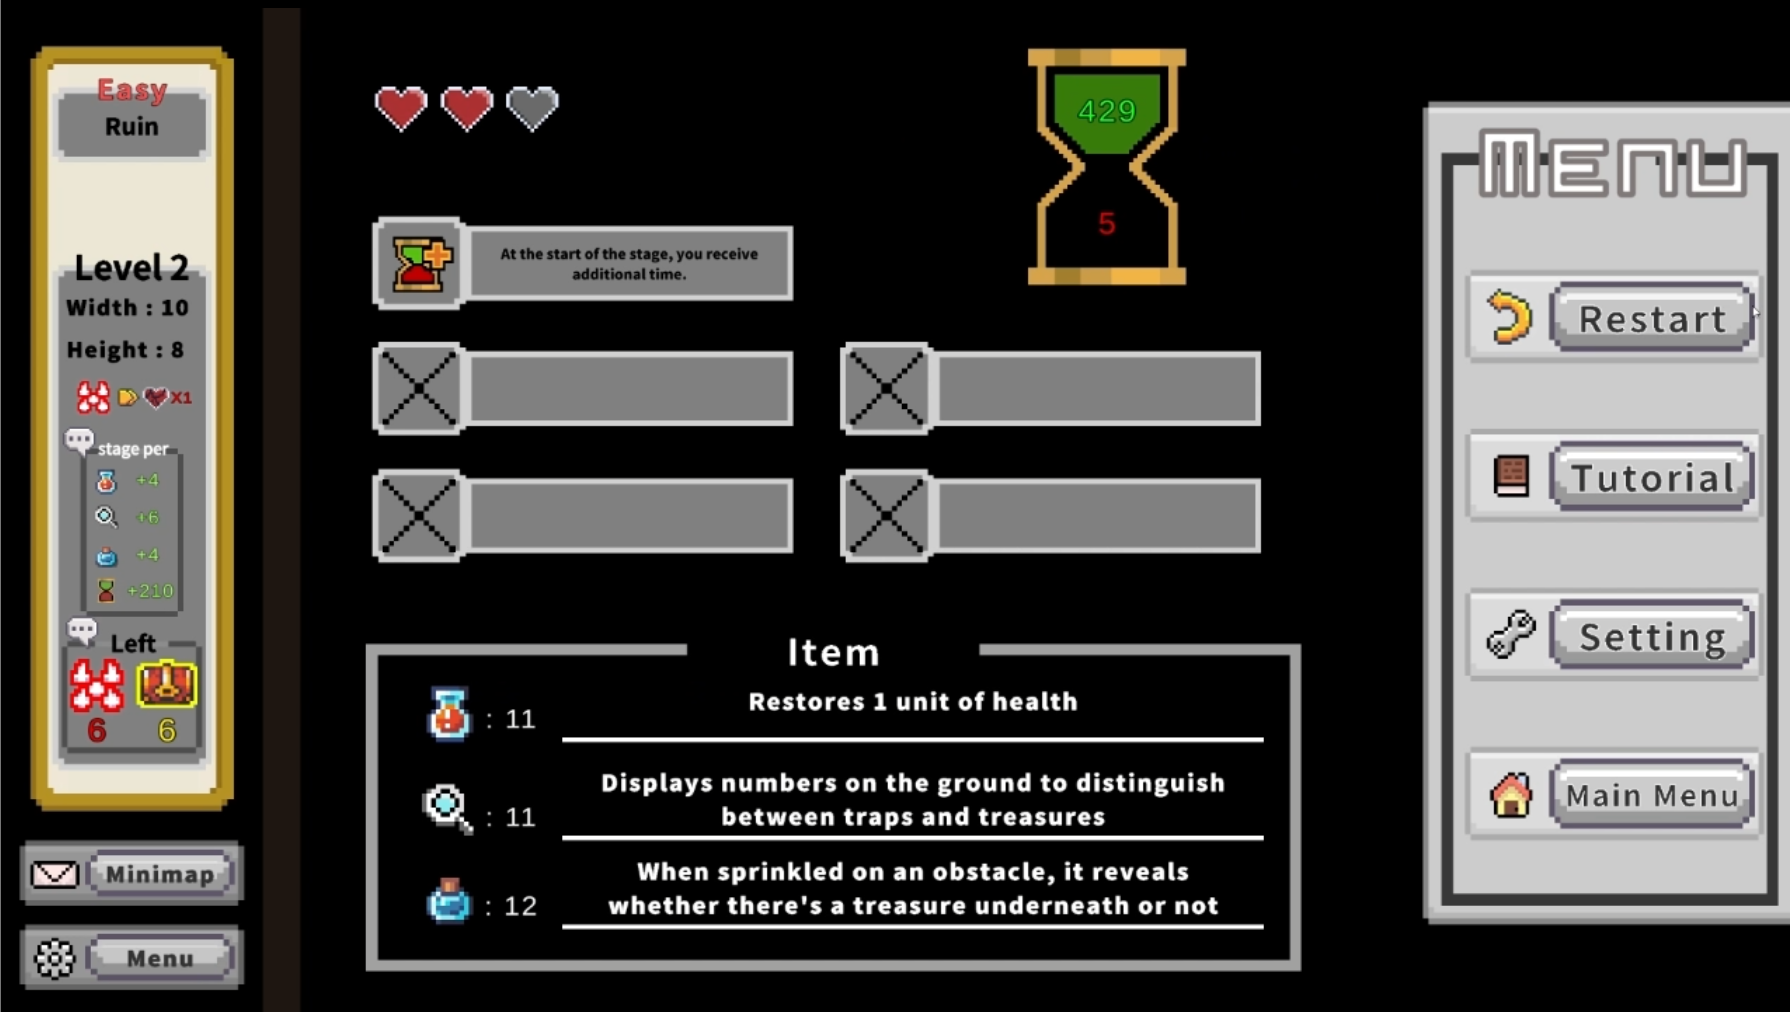 Easy
Ruin
Level 2
Width : 10
Height : 8
X1
stage per
+4
+6
+4
+210
Left
6 6
Minimap
Menu
429
5
At the start of the stage, you receive
additional time.
Item
: 11
Restores 1 unit of health
: 11
Displays numbers on the ground to distinguish
between traps and treasures
: 12
When sprinkled on an obstacle, it reveals
whether there's a treasure underneath or not
MENU
Restart
Tutorial
Setting
Main Menu